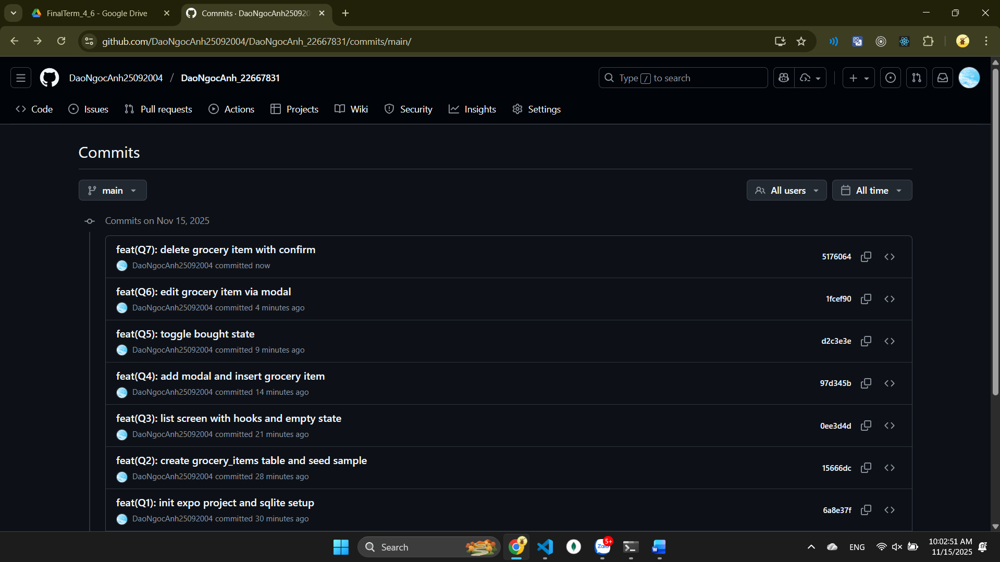 FinalTerm_4_6 - Google Drive
Commits · DaoNgocAnh250920
github.com/DaoNgocAnh25092004/DaoNgocAnh_22667831/commits/main/
DaoNgocAnh25092004 / DaoNgocAnh_22667831
Type / to search
Code
Issues
Pull requests
Actions
Projects
Wiki
Security
Insights
Settings
Commits
main
All users
All time
Commits on Nov 15, 2025
feat(Q7): delete grocery item with confirm
DaoNgocAnh25092004 committed now
5176064
feat(Q6): edit grocery item via modal
DaoNgocAnh25092004 committed 4 minutes ago
1fcef90
feat(Q5): toggle bought state
DaoNgocAnh25092004 committed 9 minutes ago
d2c3e3e
feat(Q4): add modal and insert grocery item
DaoNgocAnh25092004 committed 14 minutes ago
97d345b
feat(Q3): list screen with hooks and empty state
DaoNgocAnh25092004 committed 21 minutes ago
0ee3d4d
feat(Q2): create grocery_items table and seed sample
DaoNgocAnh25092004 committed 28 minutes ago
15666dc
feat(Q1): init expo project and sqlite setup
DaoNgocAnh25092004 committed 30 minutes ago
6a8e37f
Search
Zalo
5+
W
ENG
10:02:51 AM
11/15/2025